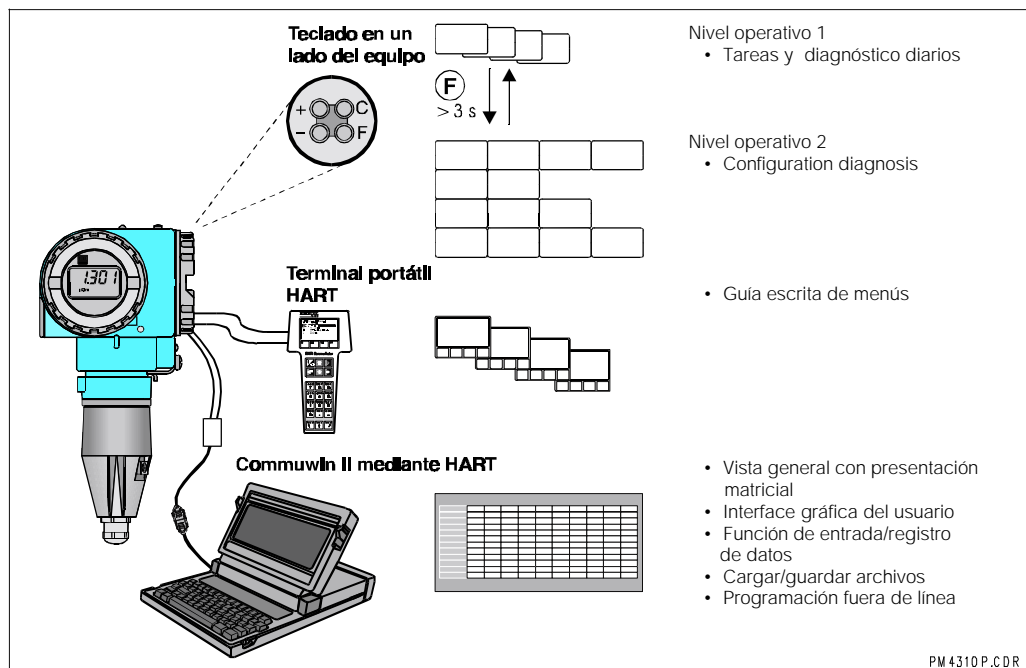 Teclado en un
lado del equipo
+ C
- F
F
> 3 s
Nivel operativo 1
• Tareas y diagnóstico diarios
Nivel operativo 2
• Configuration diagnosis
1.301
Terminal portátil
HART
• Guía escrita de menús
Commuwin II mediante HART
• Vista general con presentación
matricial
• Interface gráfica del usuario
• Función de entrada/registro
de datos
• Cargar/guardar archivos
• Programación fuera de línea
PM4310P.CDR